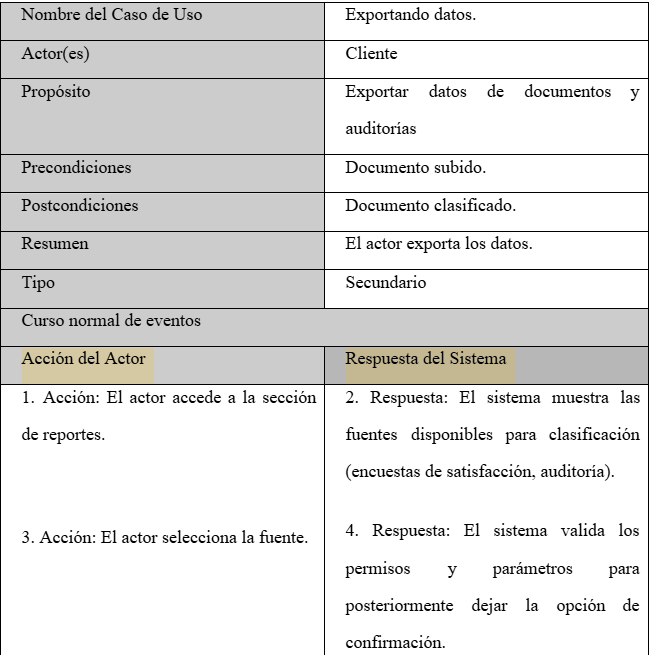 Nombre del Caso de Uso
Exportando datos.
Actor(es)
Cliente
Propósito
Exportar datos de documentos y
auditorías
Precondiciones
Documento subido.
Postcondiciones
Documento clasificado.
Resumen
El actor exporta los datos.
Tipo
Secundario
Curso normal de eventos
Acción del Actor
Respuesta del Sistema
1. Acción: El actor accede a la sección
de reportes.
2. Respuesta: El sistema muestra las
fuentes disponibles para clasificación
(encuestas de satisfacción, auditoría).
3. Acción: El actor selecciona la fuente.
4. Respuesta: El sistema valida los
permisos y parámetros para
posteriormente dejar la opción de
confirmación.